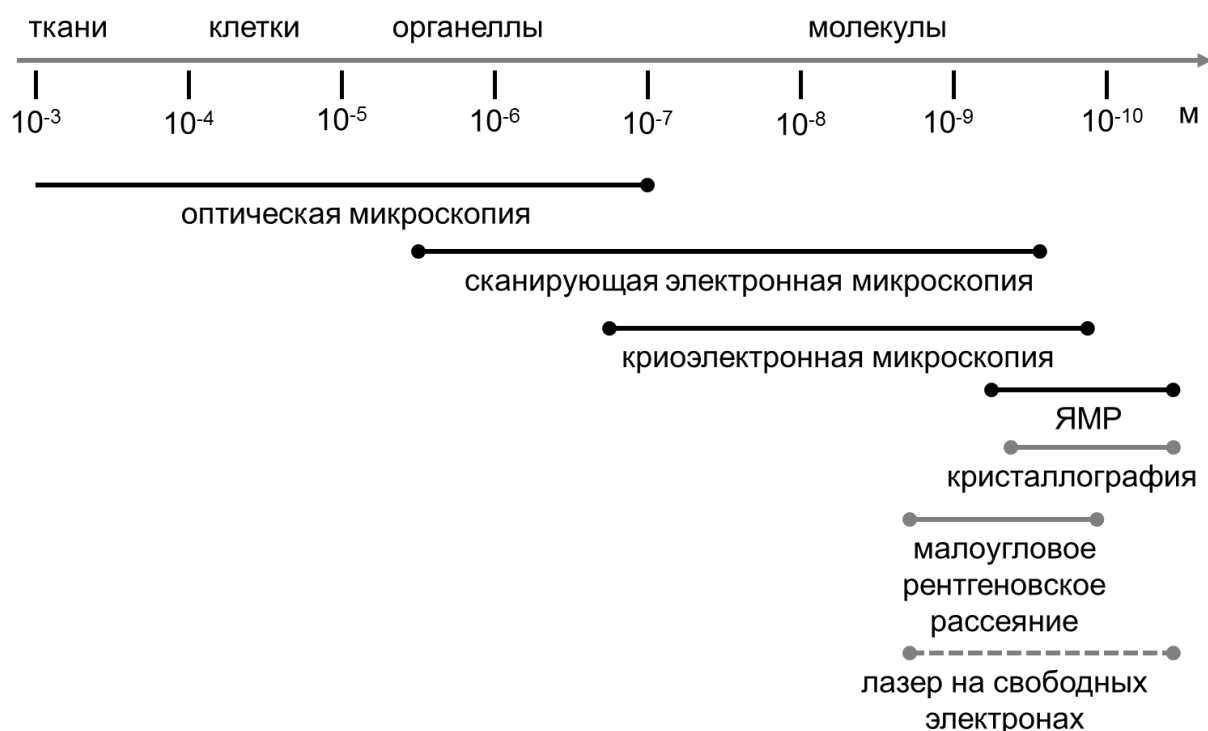 ткани клетки органеллы молекулы
10-3 10-4 10-5 10-6 10-7 10-8 10-9 10-10 м
оптическая микроскопия
сканирующая электронная микроскопия
криоэлектронная микроскопия
ЯМР
кристаллография
малоугловое
рентгеновское
рассеяние
лазер на свободных
электронах